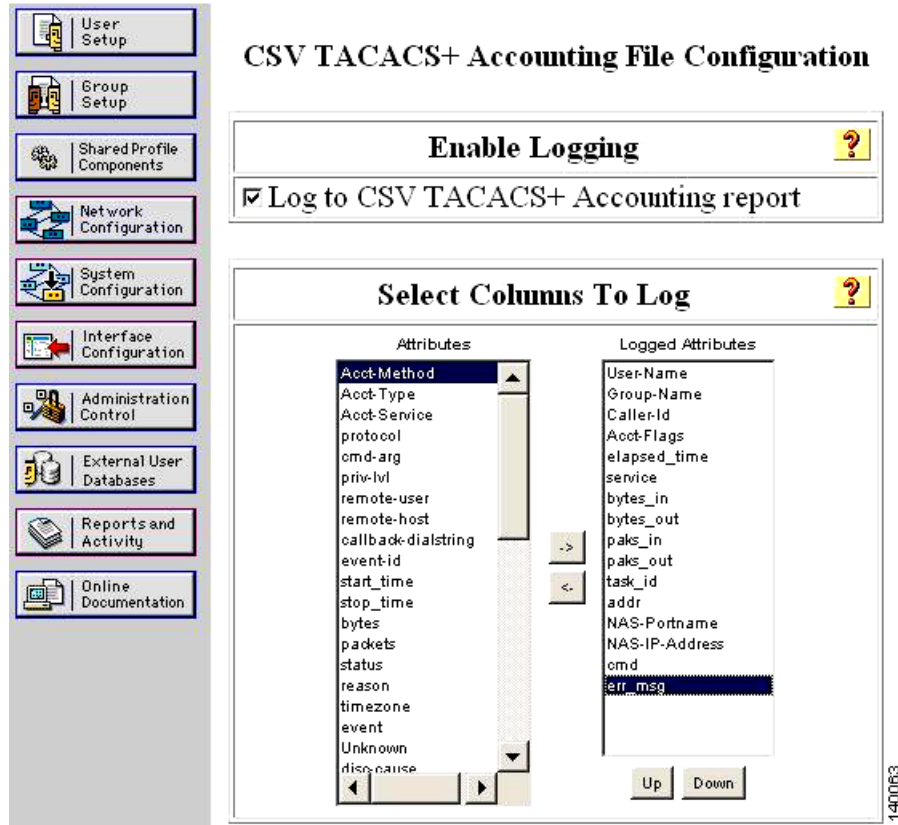 User
Setup
Group
Setup
Shared Profile
Components
Network
Configuration
System
Configuration
Interface
Configuration
Administration
Control
External User
Databases
Reports and
Activity
Online
Documentation
CSV TACACS+ Accounting File Configuration
Enable Logging
?
Log to CSV TACACS+ Accounting report
Select Columns To Log
?
Attributes
Acct-Method
Acct-Type
Acct-Service
protocol
cmd-arg
priv-lvl
remote-user
remote-host
callback-dialstring
event-id
start_time
stop_time
bytes
packets
status
reason
timezone
event
Unknown
disc-cause
->
<-
Logged Attributes
User-Name
Group-Name
Caller-Id
Acct-Flags
elapsed_time
service
bytes_in
bytes_out
paks_in
paks_out
task_id
addr
NAS-Portname
NAS-IP-Address
cmd
err_msg
Up
Down
140063